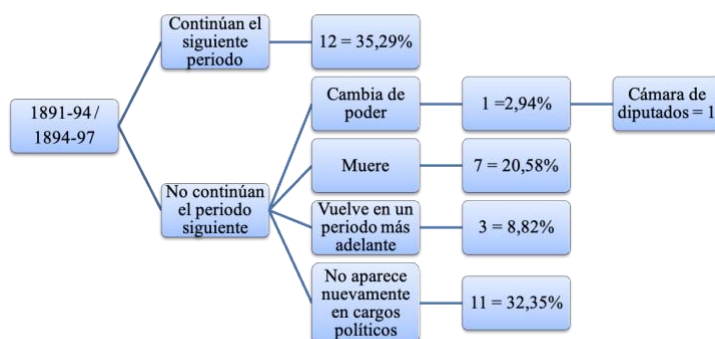 Continúan el
siguiente
periodo
12 = 35,29%
1891-94 /
1894-97
No continúan
el periodo
siguiente
Cambia de
poder
1 =2,94%
Cámara de
diputados = 1
Muere
7 = 20,58%
Vuelve en un
periodo más
adelante
3 = 8,82%
No aparece
nuevamente
en cargos
políticos
11 = 32,35%